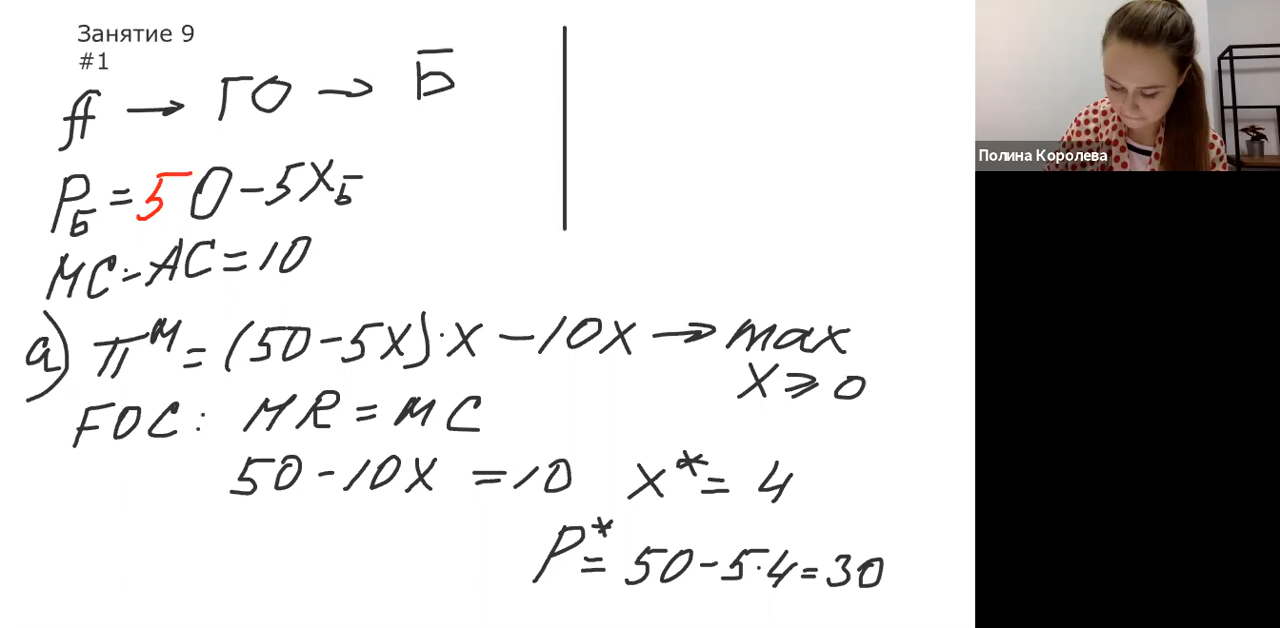 Занятие 9
#1
А → ГО → Б
P_Б = 50 - 5X_Б
MC = AC = 10
а) π^M = (50 - 5X)·X - 10X → max
X ⩾ 0
FOC: MR = MC
50 - 10X = 10 X* = 4
P* = 50 - 5·4 = 30
Полина Королева